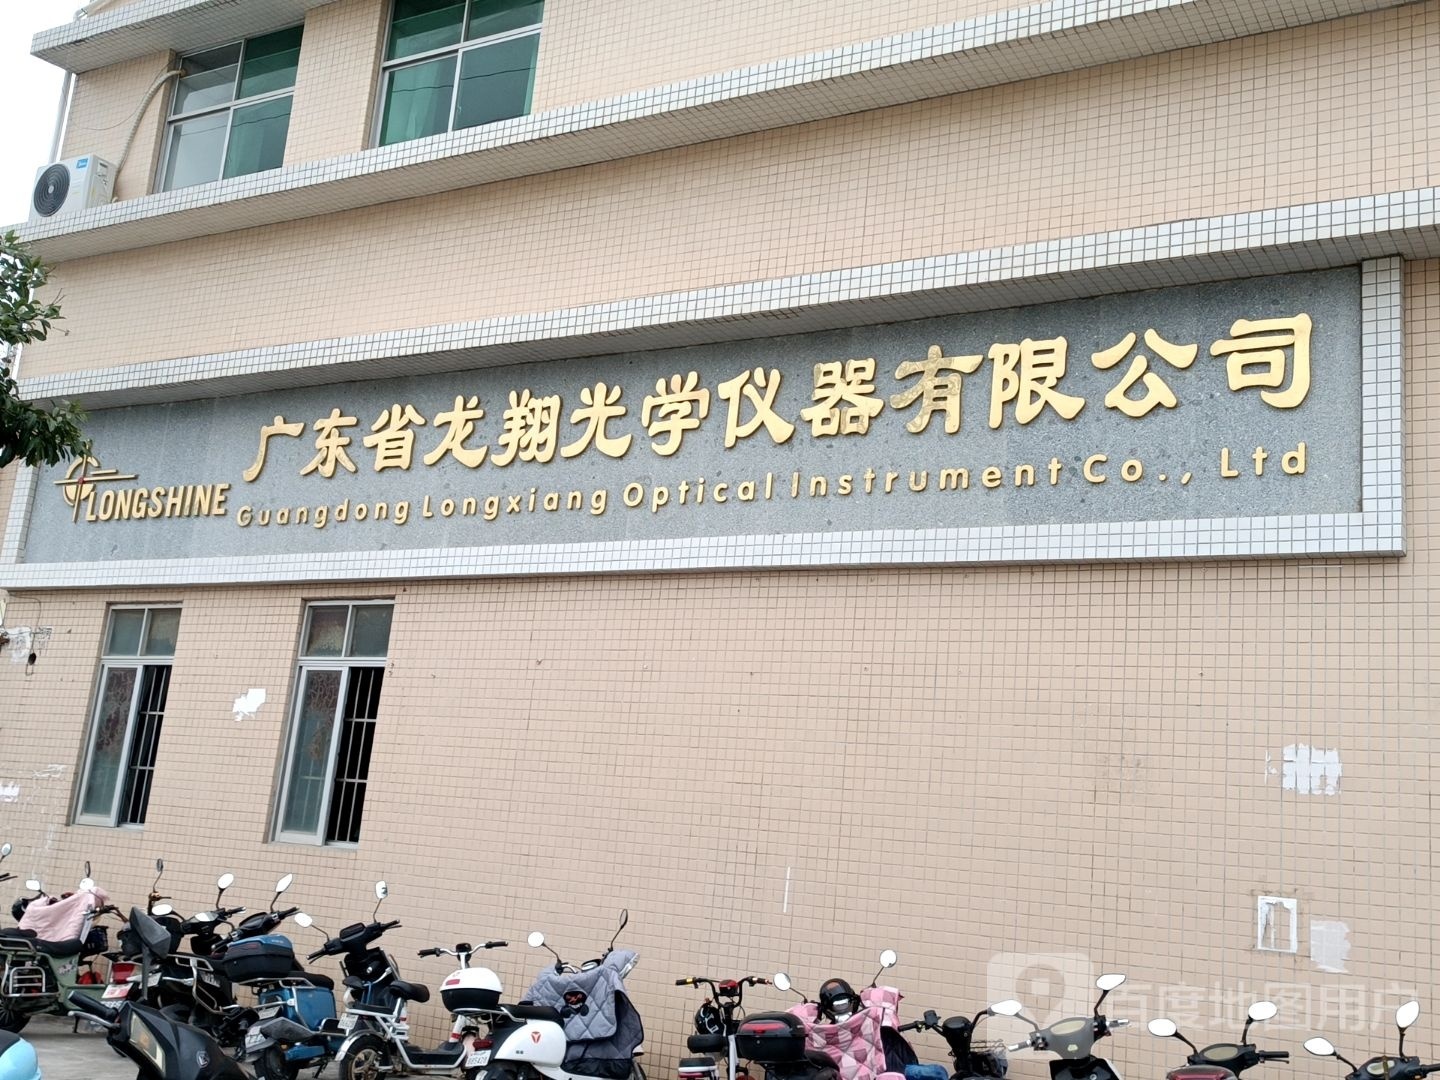 广东省龙翔光学仪器有限公司
LONGSHINE
Guangdong Longxiang Optical Instrument Co., Ltd
百度地图用户